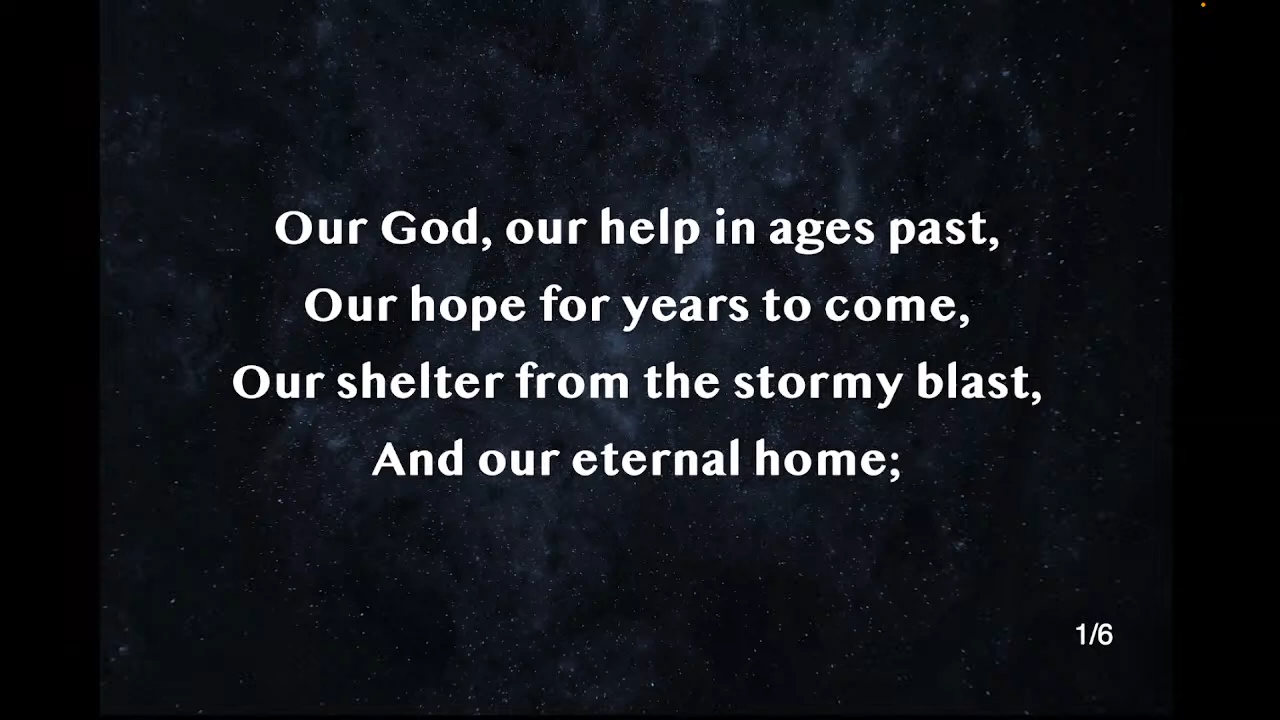 Our God, our help in ages past,
Our hope for years to come,
Our shelter from the stormy blast,
And our eternal home;
1/6